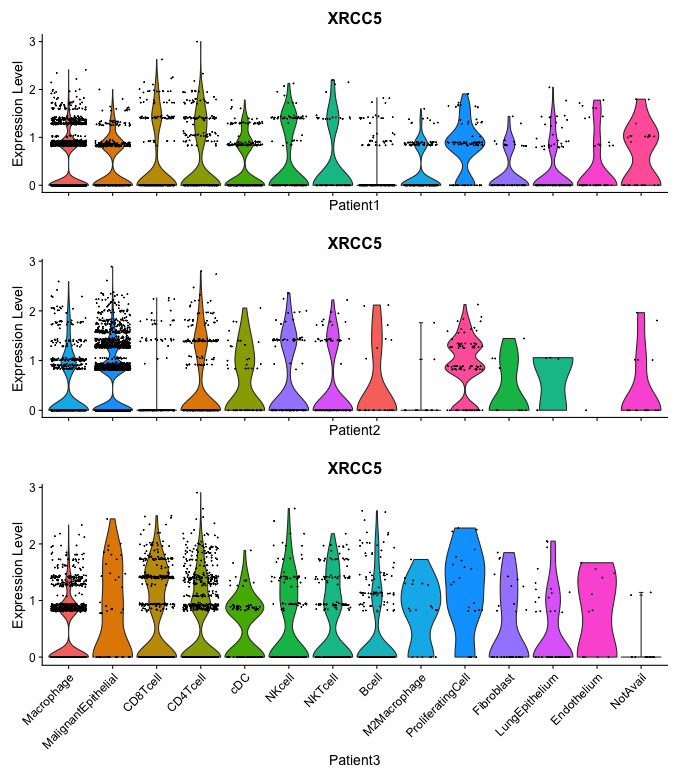 XRCC5
Expression Level
3
2
1
0
Patient1
XRCC5
Expression Level
3
2
1
0
Patient2
XRCC5
Expression Level
3
2
1
0
Macrophage
MalignantEpithelial
CD8Tcell
CD4Tcell
cDC
NKcell
NKTcell
Bcell
M2Macrophage
ProliferatingCell
Fibroblast
LungEpithelium
Endothelium
NotAvail
Patient3